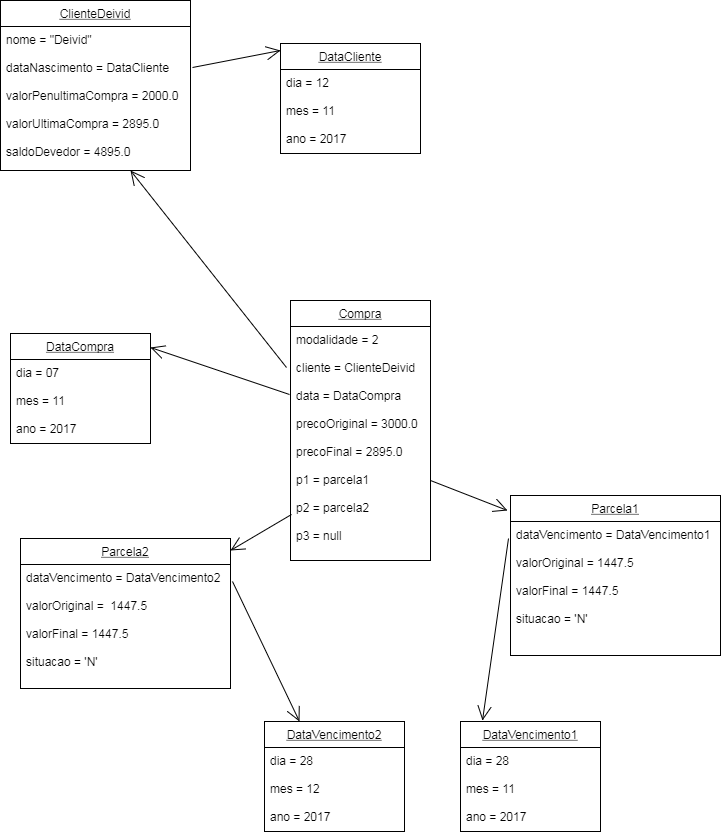 ClienteDeivid
nome = "Deivid"
dataNascimento = DataCliente
valorPenultimaCompra = 2000.0
valorUltimaCompra = 2895.0
saldoDevedor = 4895.0
DataCliente
dia = 12
mes = 11
ano = 2017
Compra
modalidade = 2
cliente = ClienteDeivid
data = DataCompra
precoOriginal = 3000.0
precoFinal = 2895.0
p1 = parcela1
p2 = parcela2
p3 = null
DataCompra
dia = 07
mes = 11
ano = 2017
Parcela1
dataVencimento = DataVencimento1
valorOriginal = 1447.5
valorFinal = 1447.5
situacao = 'N'
Parcela2
dataVencimento = DataVencimento2
valorOriginal =  1447.5
valorFinal = 1447.5
situacao = 'N'
DataVencimento2
dia = 28
mes = 12
ano = 2017
DataVencimento1
dia = 28
mes = 11
ano = 2017